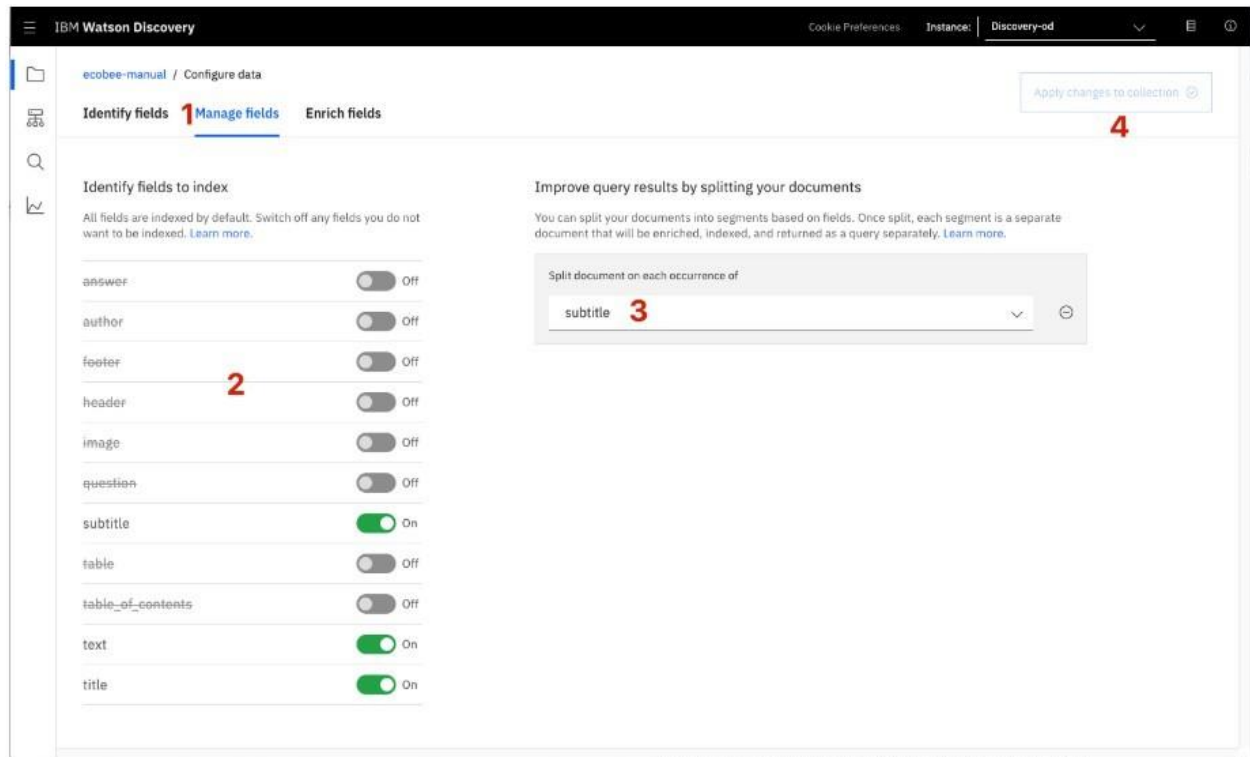 IBM Watson Discovery
Cookie Preferences
Instance:
Discovery-od
ecobee-manual / Configure data
Apply changes to collection
Identify fields
1
Manage fields
Enrich fields
4
Identify fields to index
All fields are indexed by default. Switch off any fields you do not
want to be indexed. Learn more.
answer Off
author Off
footer Off
2
header Off
image Off
question Off
subtitle On
table Off
table_of_contents Off
text On
title On
Improve query results by splitting your documents
You can split your documents into segments based on fields. Once split, each segment is a separate
document that will be enriched, indexed, and returned as a query separately. Learn more.
Split document on each occurrence of
subtitle 3